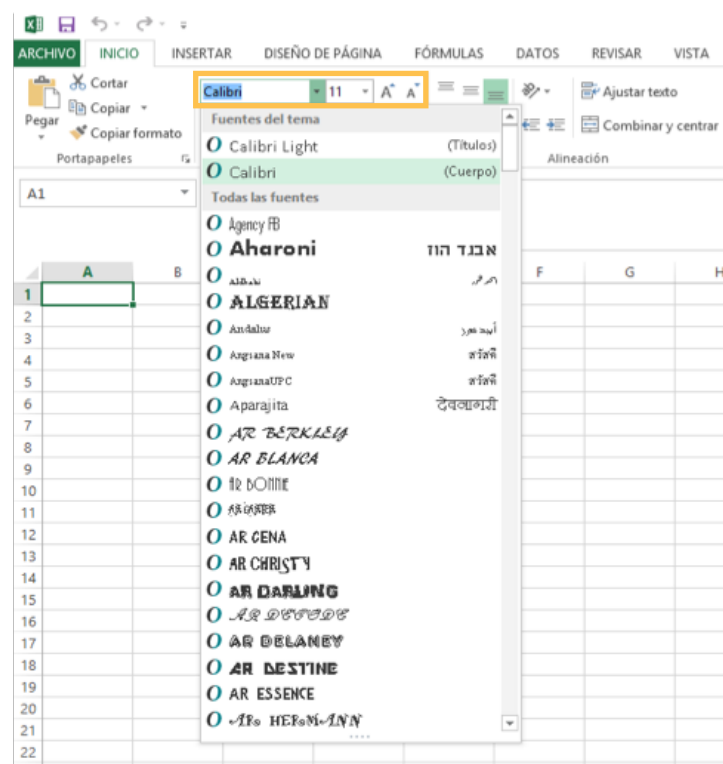 ARCHIVO INICIO INSERTAR DISEÑO DE PÁGINA FÓRMULAS DATOS REVISAR VISTA
Cortar
Copiar
Pegar
Copiar formato
Portapapeles
Calibri 11 A A
Ajustar texto
Combinar y centrar
Alineación
A1
Fuentes del tema
O Calibri Light (Títulos)
O Calibri (Cuerpo)
Todas las fuentes
O Agency FB
O Aharoni אבגד הוז
O
O ALGERIAN
O Andalus أبجد هوز
O Angsana New สวัสดี
O AngsanaUPC สวัสดี
O Aparajita देवनागरी
O AR BERKLEY
O AR BLANCA
O AR BONNIE
O AR CARTER
O AR CENA
O AR CHRISTY
O AR DARLING
O AR DECODE
O AR DELANEY
O AR DESTINE
O AR ESSENCE
O ARs HERMANN
A B F G H
1
2
3
4
5
6
7
8
9
10
11
12
13
14
15
16
17
18
19
20
21
22